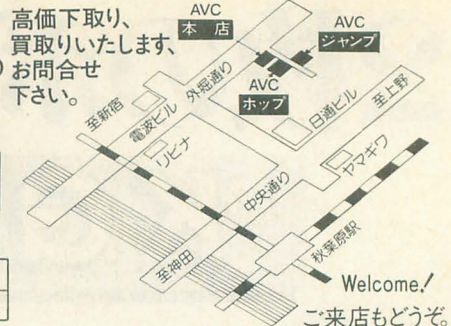 高価下取り、
買取りいたします、
お問合せ
下さい。
AVC
本店
AVC
ジャンプ
AVC
ホップ
至新宿
電波ビル
外堀通り
リビナ
日通ビル
至上野
ヤマギワ
中央通り
至神田
秋葉原駅
Welcome!
ご来店もどうぞ。